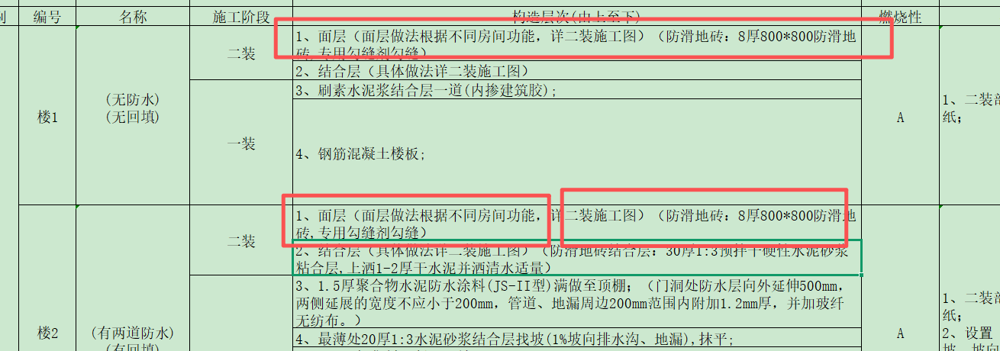 别 编号 名称 施工阶段 构造层次(由上至下) 燃烧性
楼1
(无防水)
(无回填)
二装
1、面层（面层做法根据不同房间功能，详二装施工图）（防滑地砖：8厚800*800防滑地
砖,专用勾缝剂勾缝）
2、结合层（具体做法详二装施工图）
一装
3、刷素水泥浆结合层一道(内掺建筑胶);
4、钢筋混凝土楼板;
A
1、二装部
纸；
楼2
(有两道防水)
(有回填)
二装
1、面层（面层做法根据不同房间功能，详二装施工图）（防滑地砖：8厚800*800防滑地
砖,专用勾缝剂勾缝）
2、结合层（具体做法详二装施工图）（防滑地砖结合层：30厚1:3预拌干硬性水泥砂浆
粘合层,上洒1-2厚干水泥并洒清水适量）
3、1.5厚聚合物水泥防水涂料(JS-II型)满做至顶棚；（门洞处防水层向外延伸500mm，
两侧延展的宽度不应小于200mm，管道、地漏周边200mm范围内附加1.2mm厚，并加玻纤
无纺布。）
4、最薄处20厚1:3水泥砂浆结合层找坡(1%坡向排水沟、地漏),抹平;
A
1、二装部
纸；
2、设置
坡，坡向